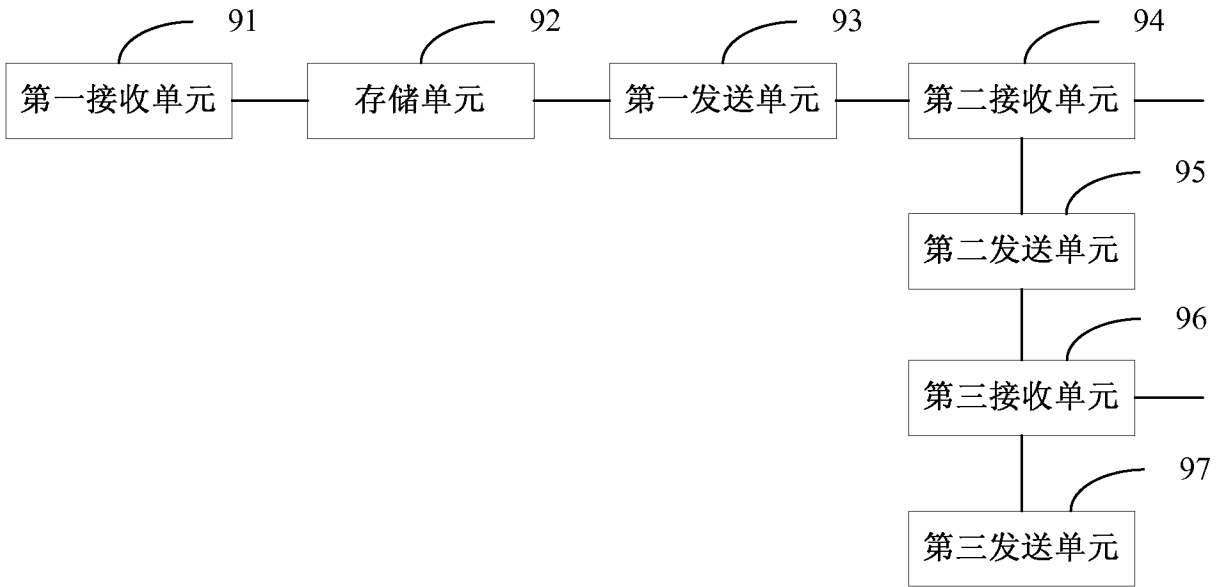 91
92
93
94
第一接收单元
存储单元
第一发送单元
第二接收单元
95
第二发送单元
96
第三接收单元
97
第三发送单元